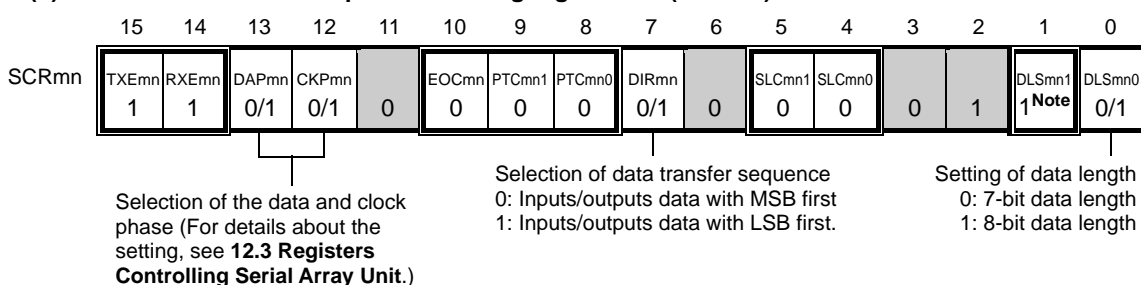 15 14 13 12 11 10 9 8 7 6 5 4 3 2 1 0
SCRmn
TXEmn RXEmn DAPmn CKPmn EOCmn PTCmn1 PTCmn0 DIRmn SLCmn1 SLCmn0 DLSmn1 DLSmn0
1 1 0/1 0/1 0 0 0 0 0/1 0 0 0 0 1 1 Note 0/1
Selection of the data and clock
phase (For details about the
setting, see 12.3 Registers
Controlling Serial Array Unit.)
Selection of data transfer sequence
0: Inputs/outputs data with MSB first
1: Inputs/outputs data with LSB first.
Setting of data length
0: 7-bit data length
1: 8-bit data length